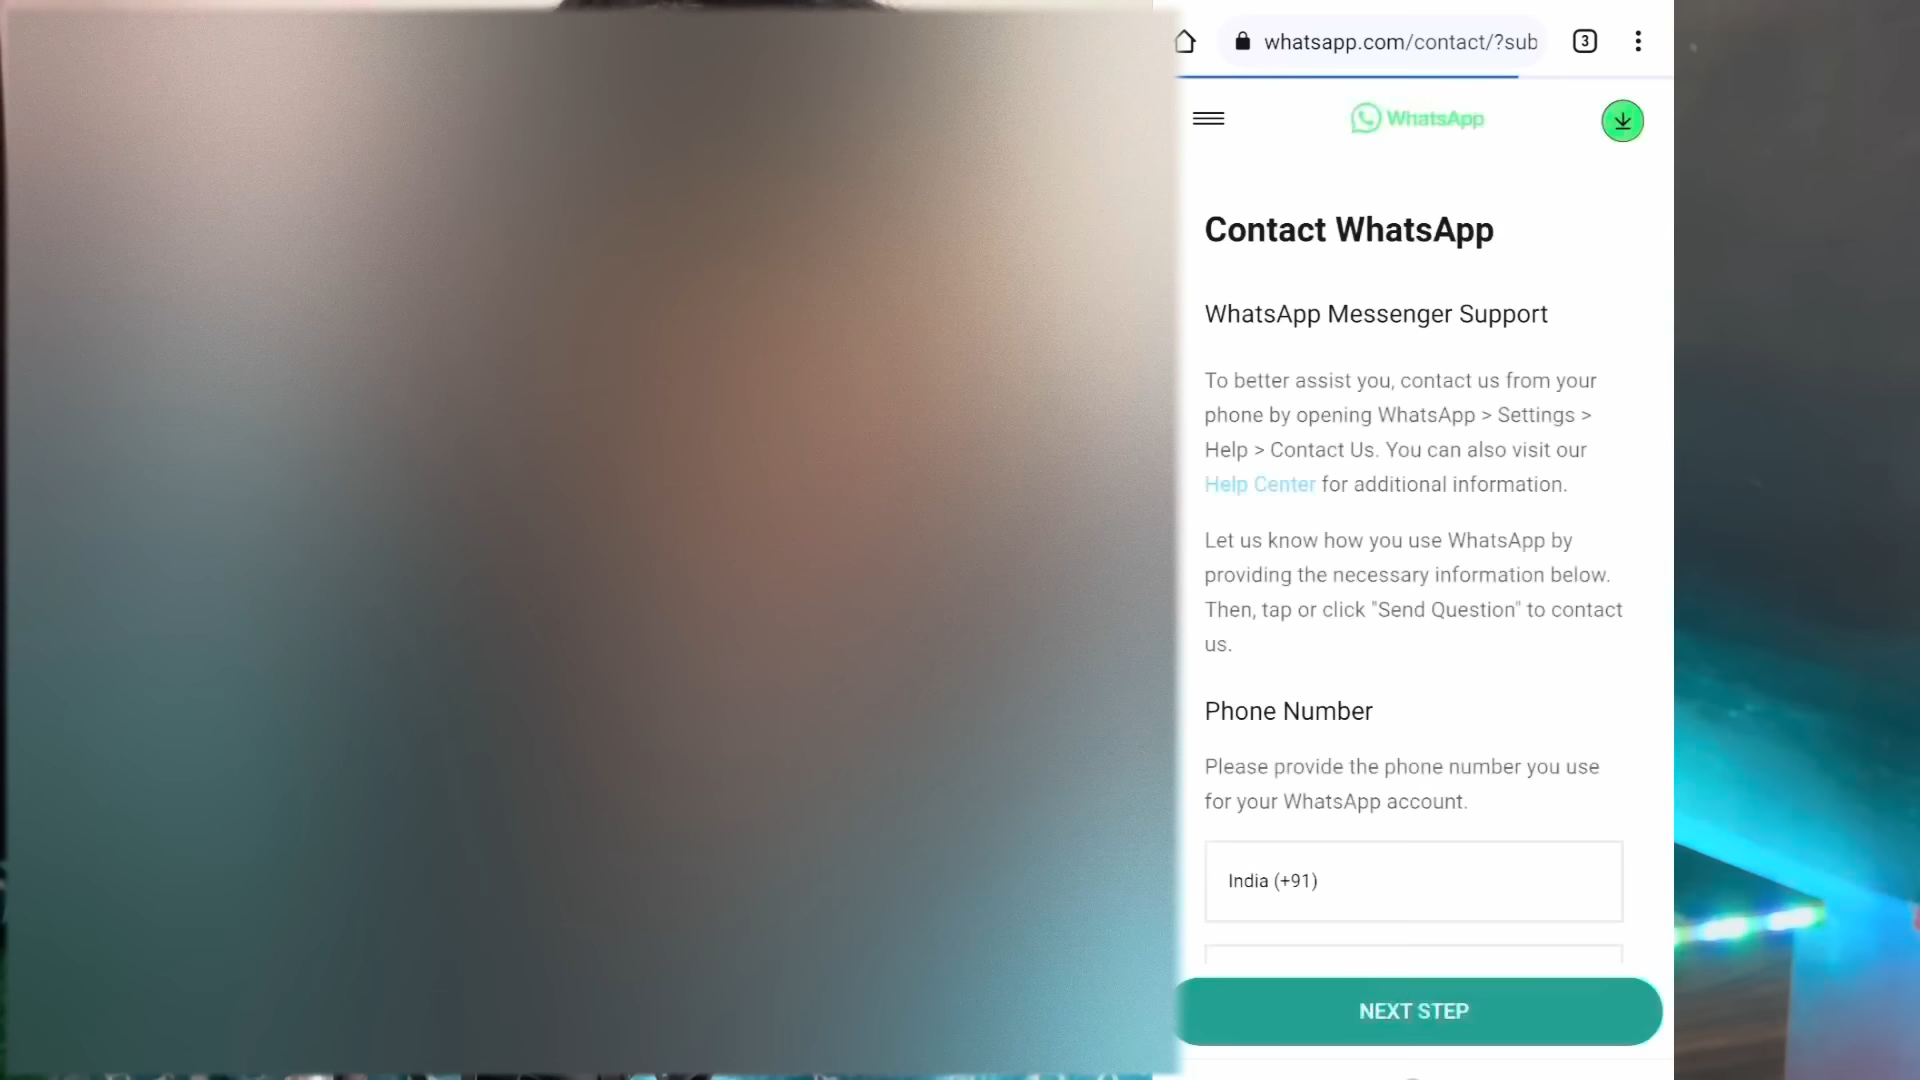 whatsapp.com/contact/?sub
3
WhatsApp
Contact WhatsApp
WhatsApp Messenger Support
To better assist you, contact us from your
phone by opening WhatsApp > Settings >
Help > Contact Us. You can also visit our
Help Center for additional information.
Let us know how you use WhatsApp by
providing the necessary information below.
Then, tap or click "Send Question" to contact
us.
Phone Number
Please provide the phone number you use
for your WhatsApp account.
India (+91)
NEXT STEP